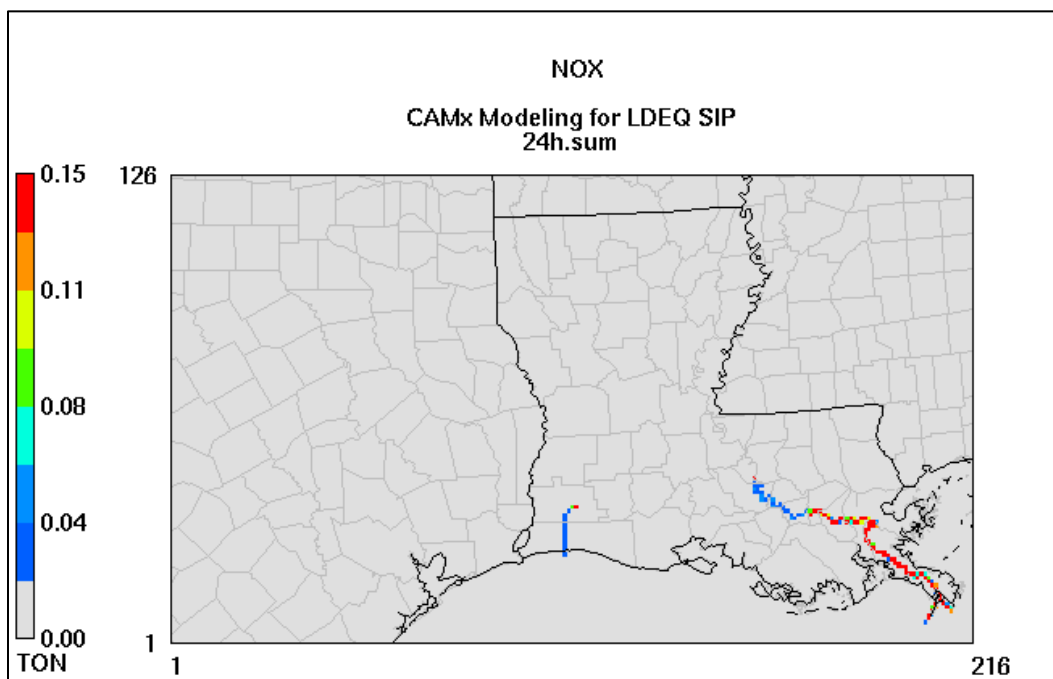 NOX
CAMx Modeling for LDEQ SIP
24h.sum
0.15
0.11
0.08
0.04
0.00
TON
126
1
1
216